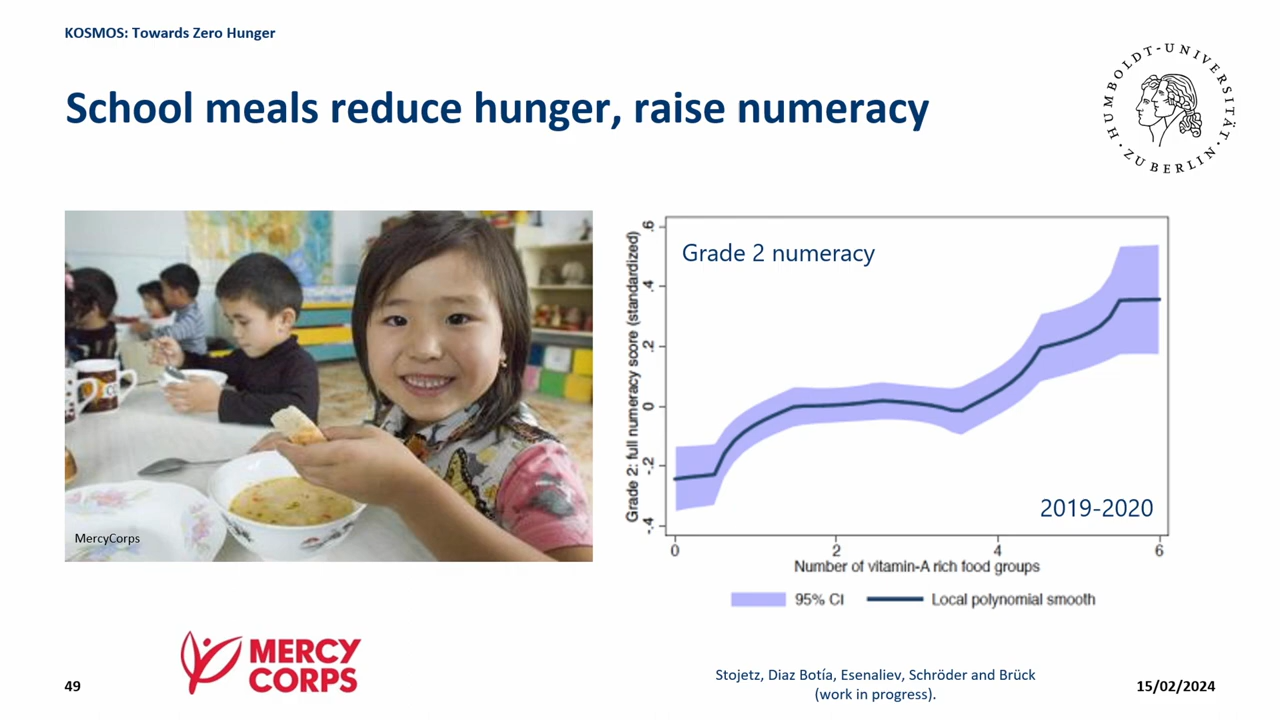 KOSMOS: Towards Zero Hunger
HUMBOLDT-UNIVERSITÄT
ZU BERLIN
School meals reduce hunger, raise numeracy
MercyCorps
Grade 2 numeracy
2019-2020
Grade 2: full numeracy score (standardized)
.6
.4
.2
0
-.2
-.4
0 2 4 6
Number of vitamin-A rich food groups
95% CI Local polynomial smooth
MERCY
CORPS
Stojetz, Diaz Botía, Esenaliev, Schröder and Brück
(work in progress).
49
15/02/2024